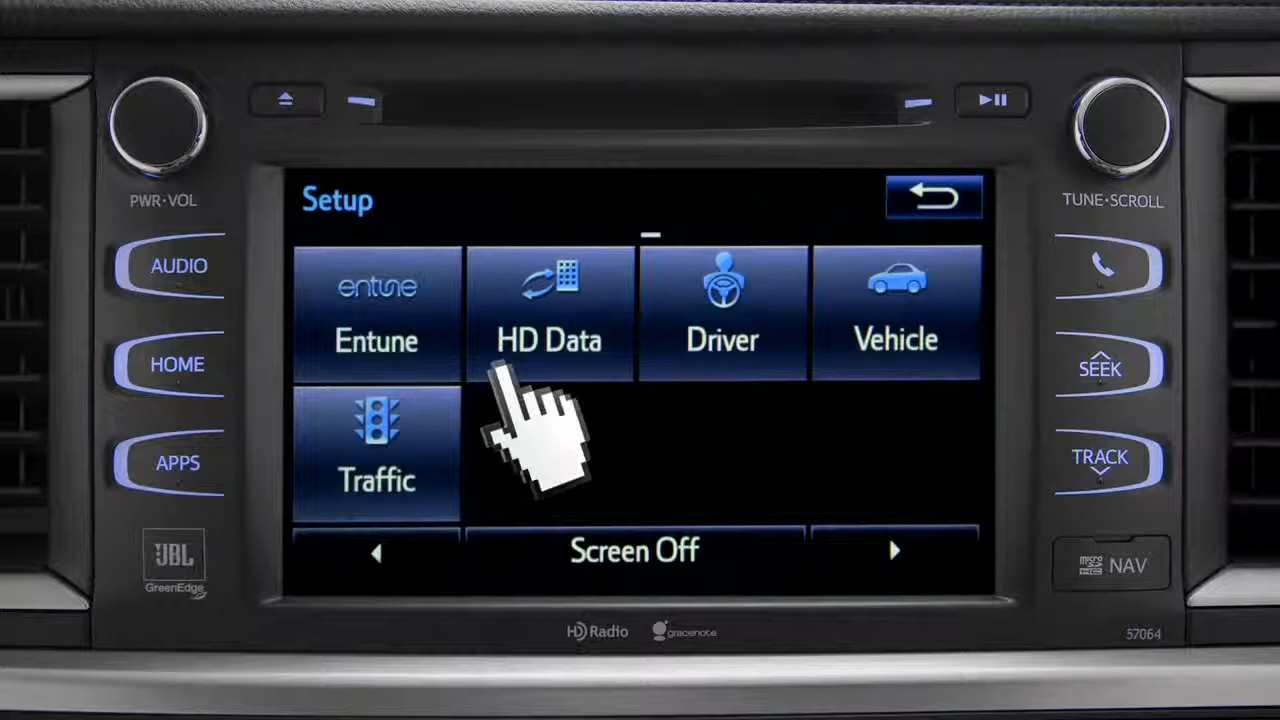 PWR·VOL
TUNE·SCROLL
Setup
AUDIO
HOME
APPS
entune
Entune
HD Data
Driver
Vehicle
Traffic
Screen Off
SEEK
TRACK
JBL
GreenEdge
micro
NAV
HD Radio
gracenote
57064